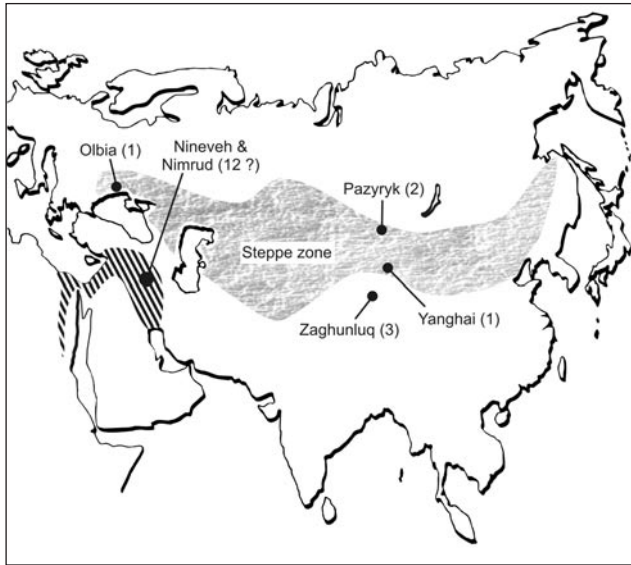 Olbia (1)
Nineveh &
Nimrud (12 ?)
Pazyryk (2)
Steppe zone
Yanghai (1)
Zaghunluq (3)